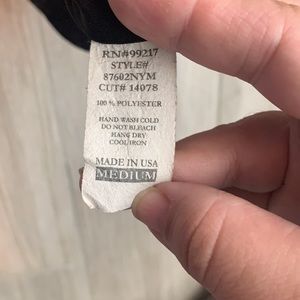 RN#99217
STYLE#
87602NYM
CUT# 14078
100 % POLYESTER
HAND WASH COLD
DO NOT BLEACH
HANG DRY
COOL IRON
MADE IN USA
MEDIUM